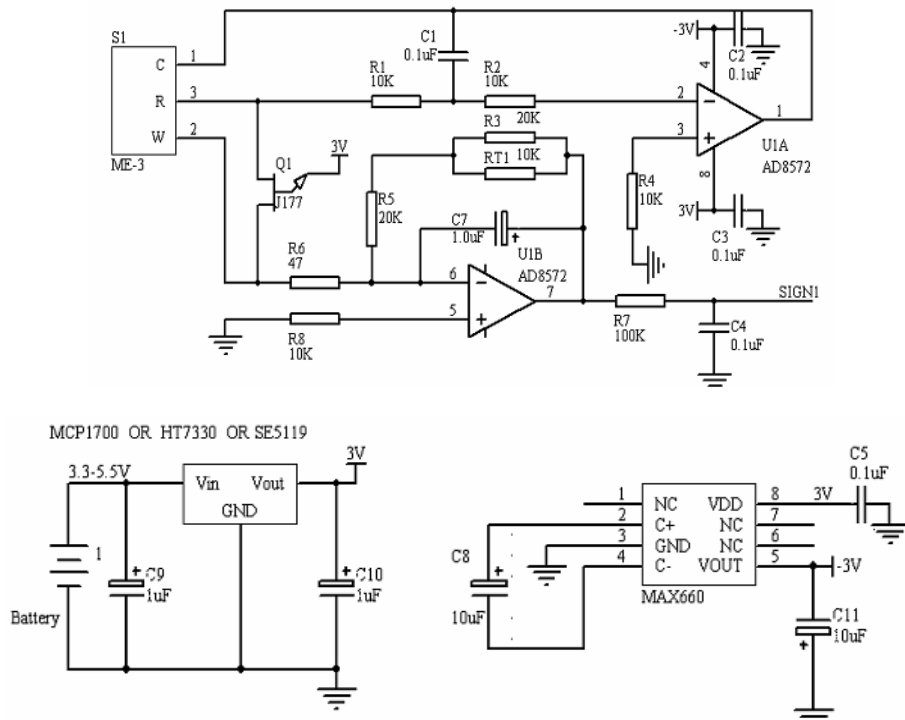 S1
C
R
W
ME-3
1
3
2
C1
0.1uF
R1
10K
R2
10K
-3V
4
C2
0.1uF
2
3
1
U1A
AD8572
8
3V
C3
0.1uF
20K
R3
10K
RT1
R4
10K
Q1
J177
3V
R5
20K
C7
1.0uF
U1B
AD8572
R6
47
6
5
7
R8
10K
R7
100K
SIGN1
C4
0.1uF
MCP1700 OR HT7330 OR SE5119
3.3-5.5V
Vin
Vout
GND
3V
1
Battery
C9
1uF
C10
1uF
1
2
3
4
NC
C+
GND
C-
VDD
NC
NC
VOUT
8
7
6
5
MAX660
3V
C5
0.1uF
-3V
C8
10uF
C11
10uF